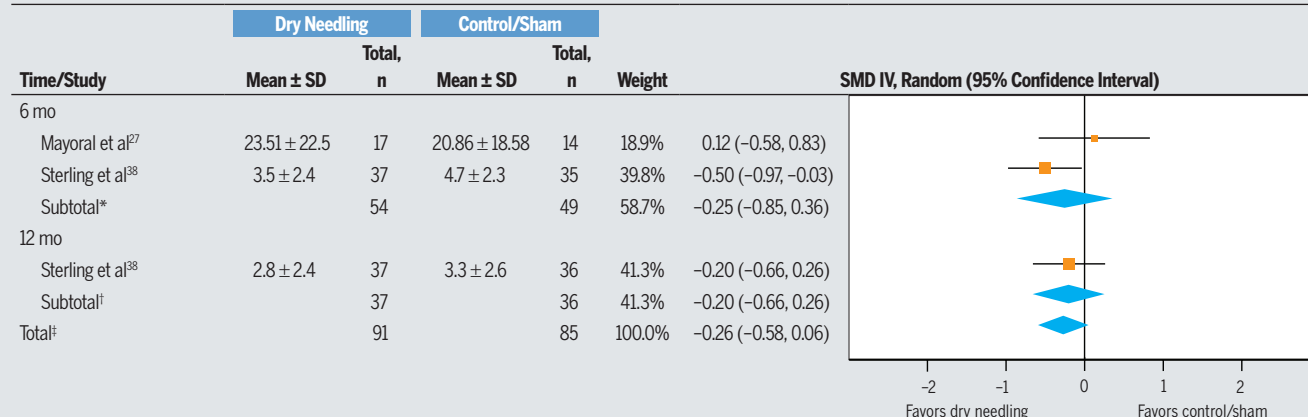 Dry Needling Control/Sham
Total, Total,
Time/Study Mean ± SD n Mean ± SD n Weight SMD IV, Random (95% Confidence Interval)
6 mo
Mayoral et al27 23.51 ± 22.5 17 20.86 ± 18.58 14 18.9% 0.12 (−0.58, 0.83)
Sterling et al38 3.5 ± 2.4 37 4.7 ± 2.3 35 39.8% −0.50 (−0.97, −0.03)
Subtotal* 54 49 58.7% −0.25 (−0.85, 0.36)
12 mo
Sterling et al38 2.8 ± 2.4 37 3.3 ± 2.6 36 41.3% −0.20 (−0.66, 0.26)
Subtotal† 37 36 41.3% −0.20 (−0.66, 0.26)
Total‡ 91 85 100.0% −0.26 (−0.58, 0.06)
−2 −1 0 1 2
Favors dry needling Favors control/sham